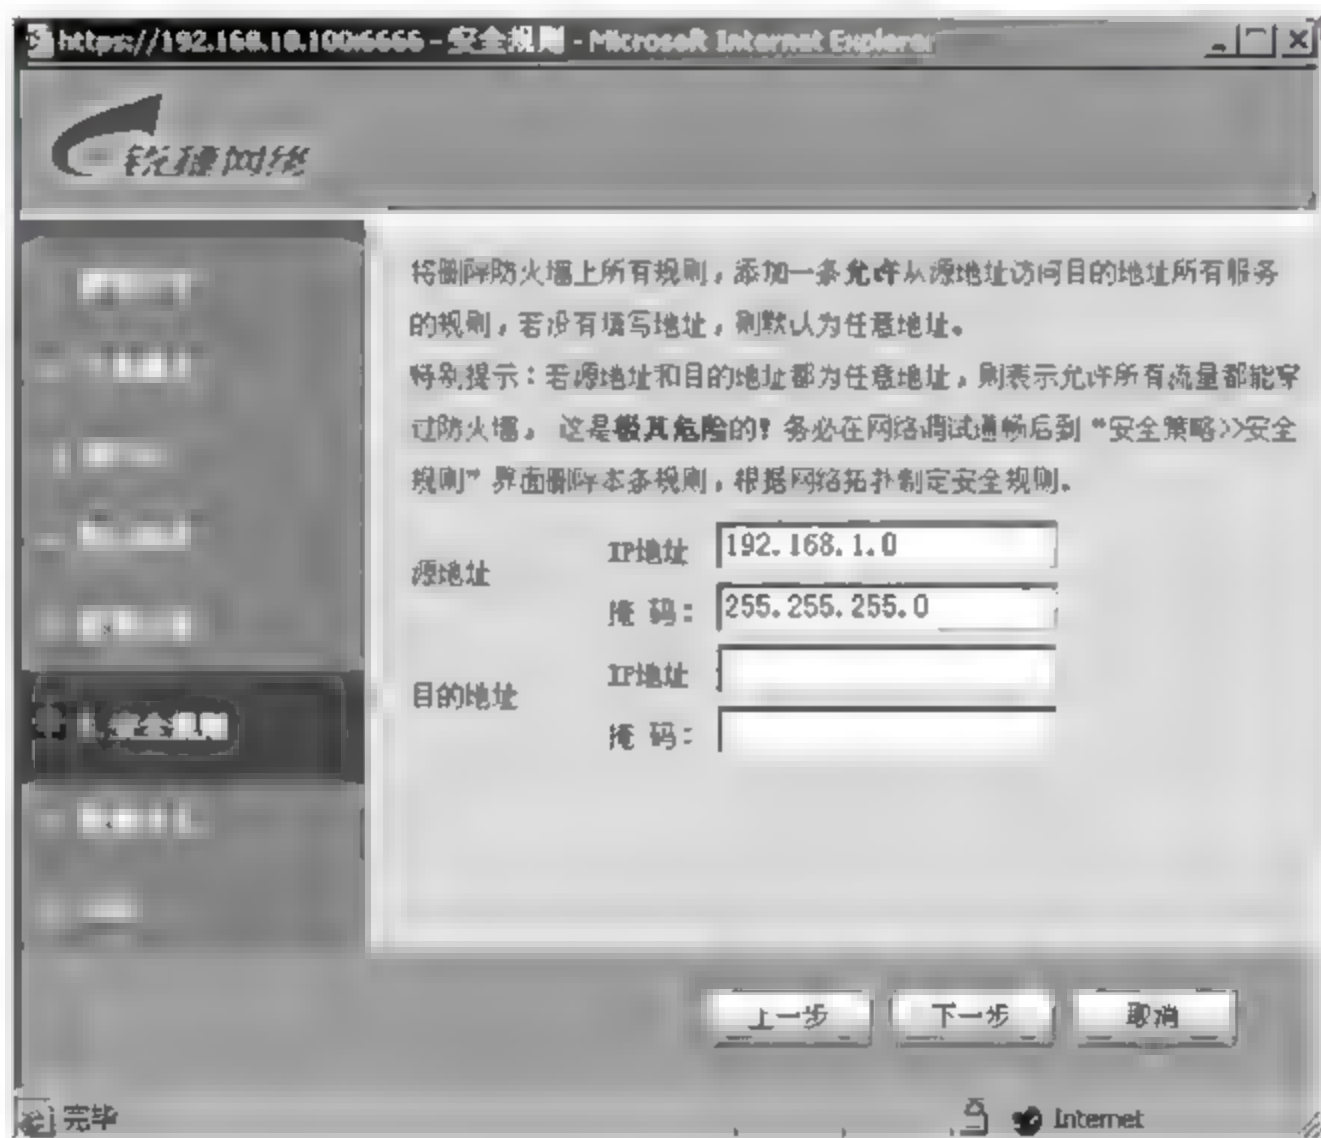 https://192.168.10.100:6666 - 安全规则 - Microsoft Internet Explorer
锐捷网络
将删除防火墙上所有规则，添加一条允许从源地址访问目的地址所有服务
的规则，若没有填写地址，则默认为任意地址。
特别提示：若源地址和目的地址都为任意地址，则表示允许所有流量都能穿
过防火墙。 这是极其危险的！务必在网络调试通畅后到 “安全策略>>安全
规则” 界面删除本条规则，根据网络拓扑制定安全规则。
源地址
IP地址 192.168.1.0
掩 码： 255.255.255.0
目的地址
IP地址
掩 码：
安全规则
上一步 下一步 取消
完毕 Internet